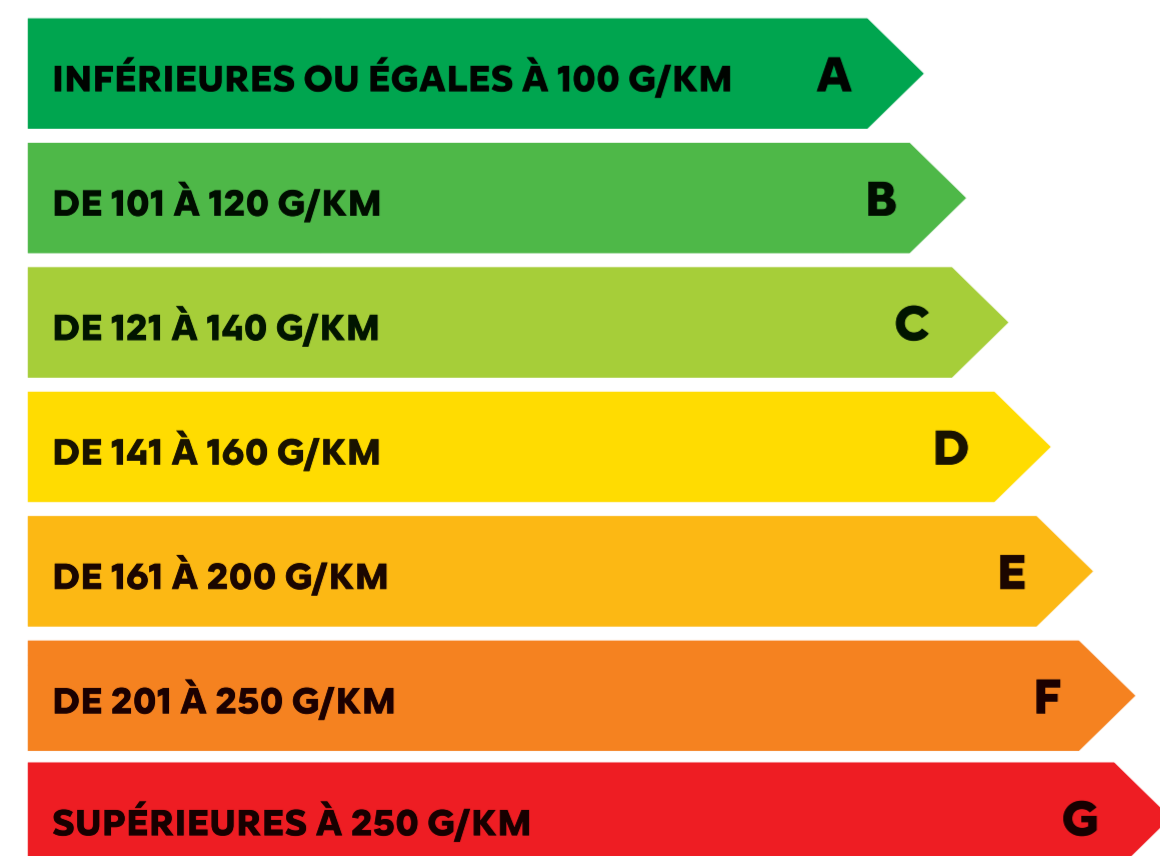 INFÉRIEURES OU ÉGALES À 100 G/KM A
DE 101 À 120 G/KM B
DE 121 À 140 G/KM C
DE 141 À 160 G/KM D
DE 161 À 200 G/KM E
DE 201 À 250 G/KM F
SUPÉRIEURES À 250 G/KM G